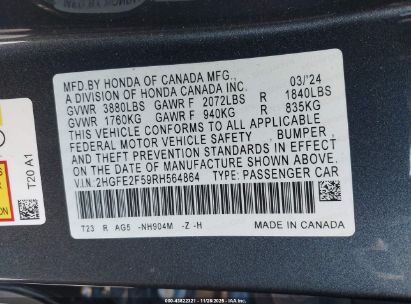 MFD.BY HONDA OF CANADA MFG., 03/24
A DIVISION OF HONDA CANADA INC.
GVWR 3880LBS GAWR F 2072LBS R 1840LBS
GVWR 1760KG GAWR F 940KG R 835KG
THIS VEHICLE CONFORMS TO ALL APPLICABLE
FEDERAL MOTOR VEHICLE SAFETY, BUMPER,
AND THEFT PREVENTION STANDARDS IN EFFECT
ON THE DATE OF MANUFACTURE SHOWN ABOVE.
V.I.N: 2HGFE2F59RH564864 TYPE: PASSENGER CAR
T23 R AG5 -NH904M -Z -H
MADE IN CANADA
T20 A1